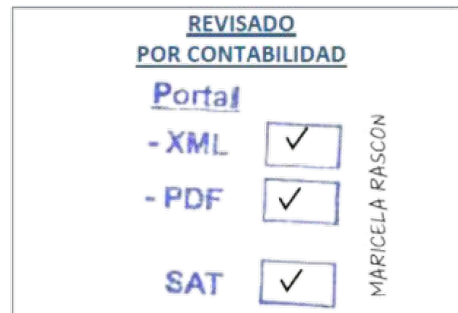 REVISADO
POR CONTABILIDAD
Portal
- XML ✓
- PDF ✓
SAT ✓
MARICELA RASCON